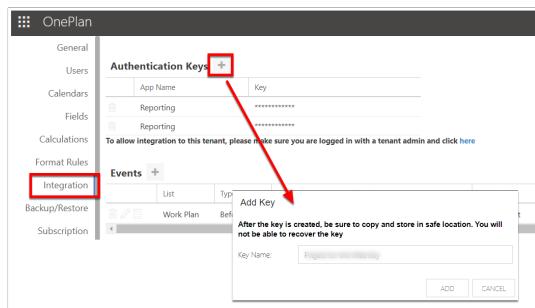 OnePlan
General
Users
Calendars
Fields
Calculations
Format Rules
Integration
Backup/Restore
Subscription
Authentication Keys +
App Name Key
Reporting ************
Reporting ************
To allow integration to this tenant, please make sure you are logged in with a tenant admin and click here
Events +
List
Work Plan
Add Key
After the key is created, be sure to copy and store in safe location. You will
not be able to recover the key
Key Name:
ADD CANCEL